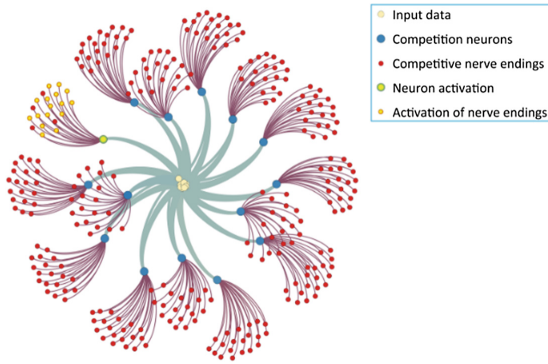 Input data
Competition neurons
Competitive nerve endings
Neuron activation
Activation of nerve endings